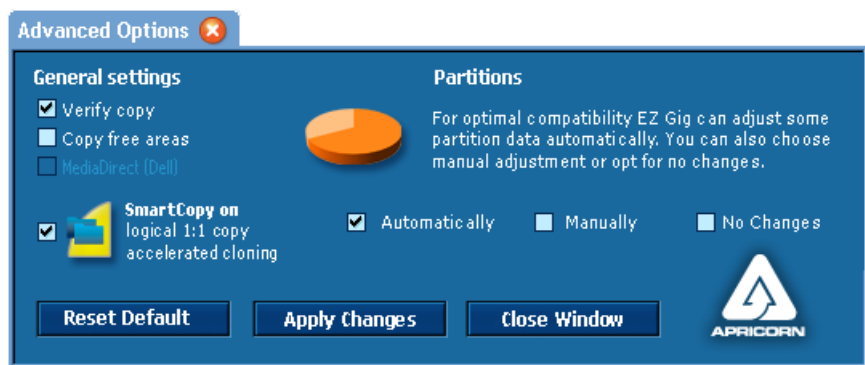 Advanced Options
General settings
Verify copy
Copy free areas
MediaDirect (Dell)
SmartCopy on
logical 1:1 copy
accelerated cloning
Partitions
For optimal compatibility EZ Gig can adjust some
partition data automatically. You can also choose
manual adjustment or opt for no changes.
Automatically
Manually
No Changes
Reset Default
Apply Changes
Close Window
APRICORN